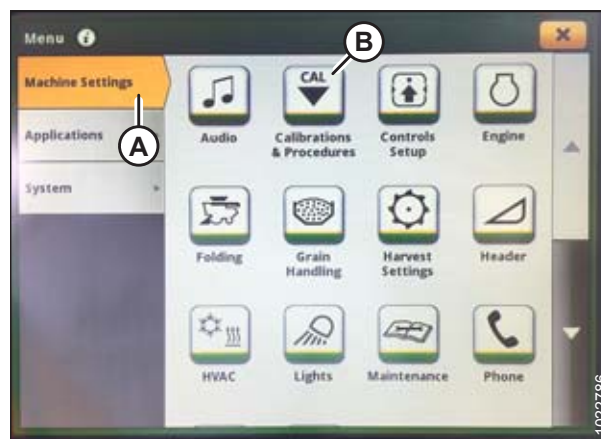 Menu i
B
Machine Settings
A
Applications
System
CAL
Audio
Calibrations
& Procedures
Controls
Setup
Engine
Folding
Grain
Handling
Harvest
Settings
Header
HVAC
Lights
Maintenance
Phone
1022786